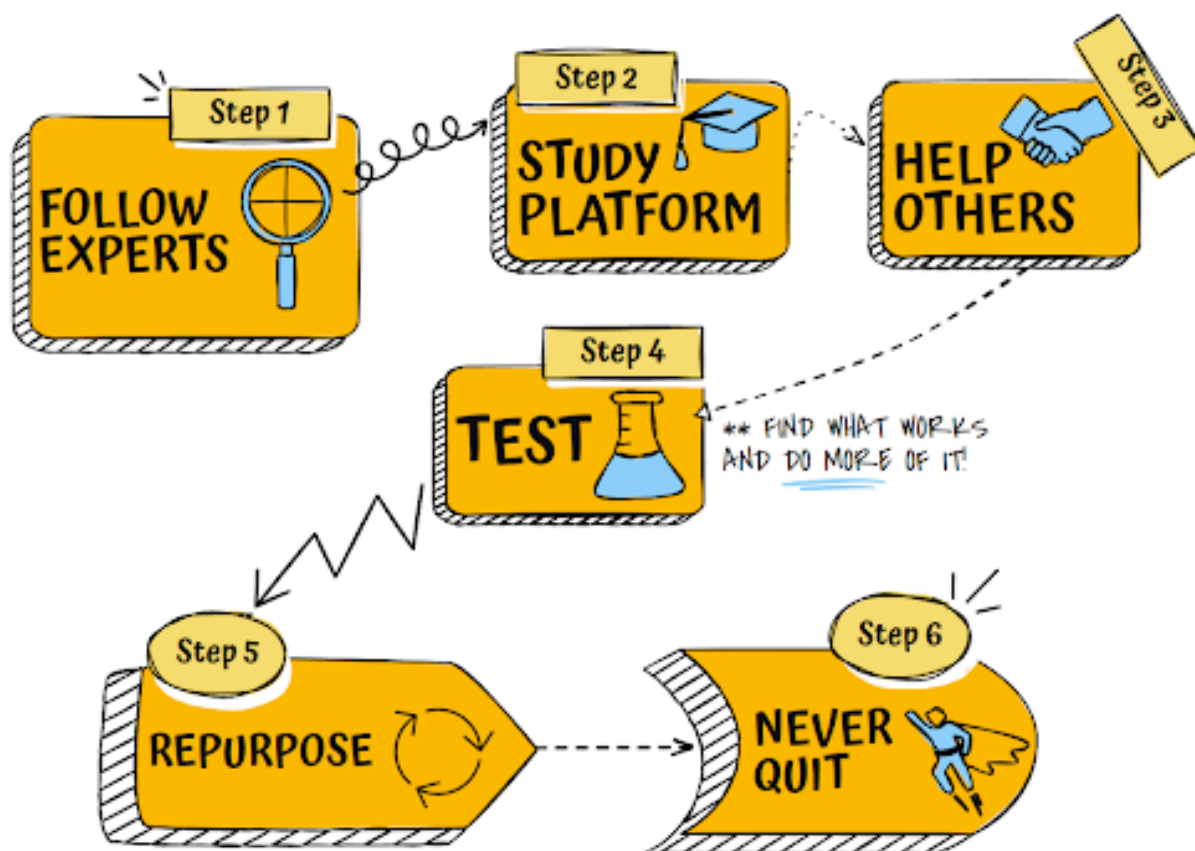 Step 1
FOLLOW
EXPERTS
Step 2
STUDY
PLATFORM
Step 3
HELP
OTHERS
Step 4
TEST
** FIND WHAT WORKS
AND DO MORE OF IT!
Step 5
REPURPOSE
Step 6
NEVER
QUIT